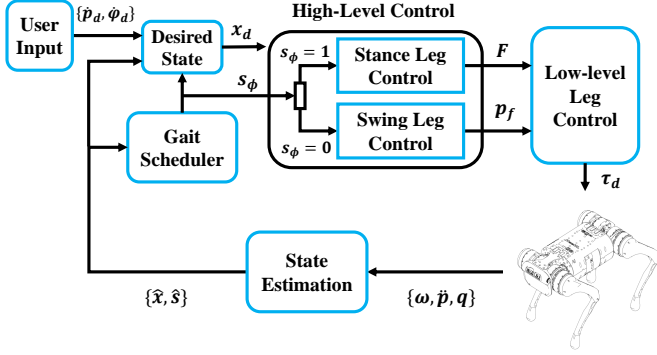 High-Level Control
User
Input
{ṗ_d, φ̇_d}
Desired
State
x_d
s_ϕ
s_ϕ = 1
Stance Leg
Control
F
Low-level
Leg
Control
Swing Leg
Control
p_f
s_ϕ = 0
Gait
Scheduler
τ_d
State
Estimation
{x̂, ŝ}
{ω, p̈, q}